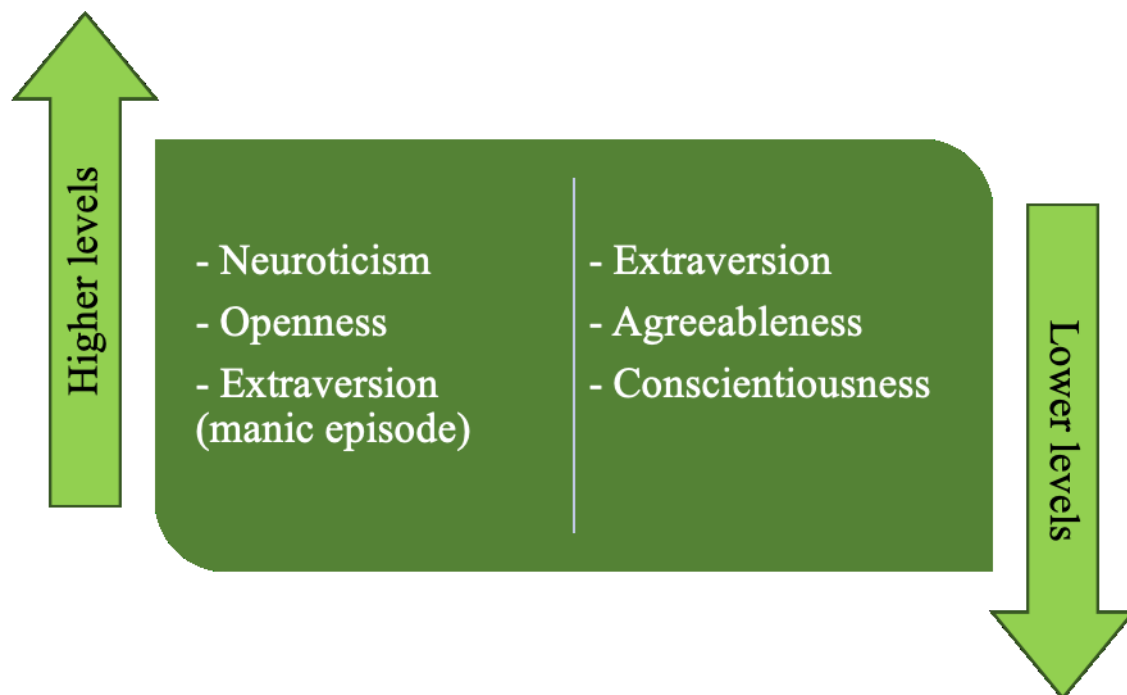 Higher levels
- Neuroticism
- Openness
- Extraversion
(manic episode)
- Extraversion
- Agreeableness
- Conscientiousness
Lower levels